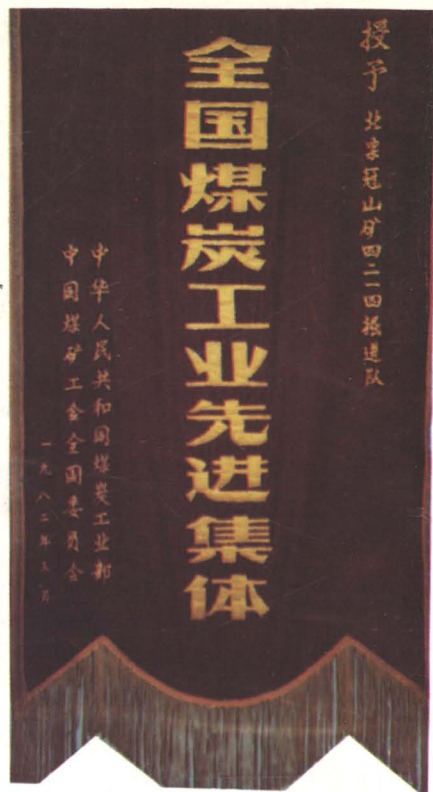 授予 北票冠山矿四二一四掘进队
全国煤炭工业先进集体
中华人民共和国煤炭工业部
中国煤矿工会全国委员会
一九八二年五月